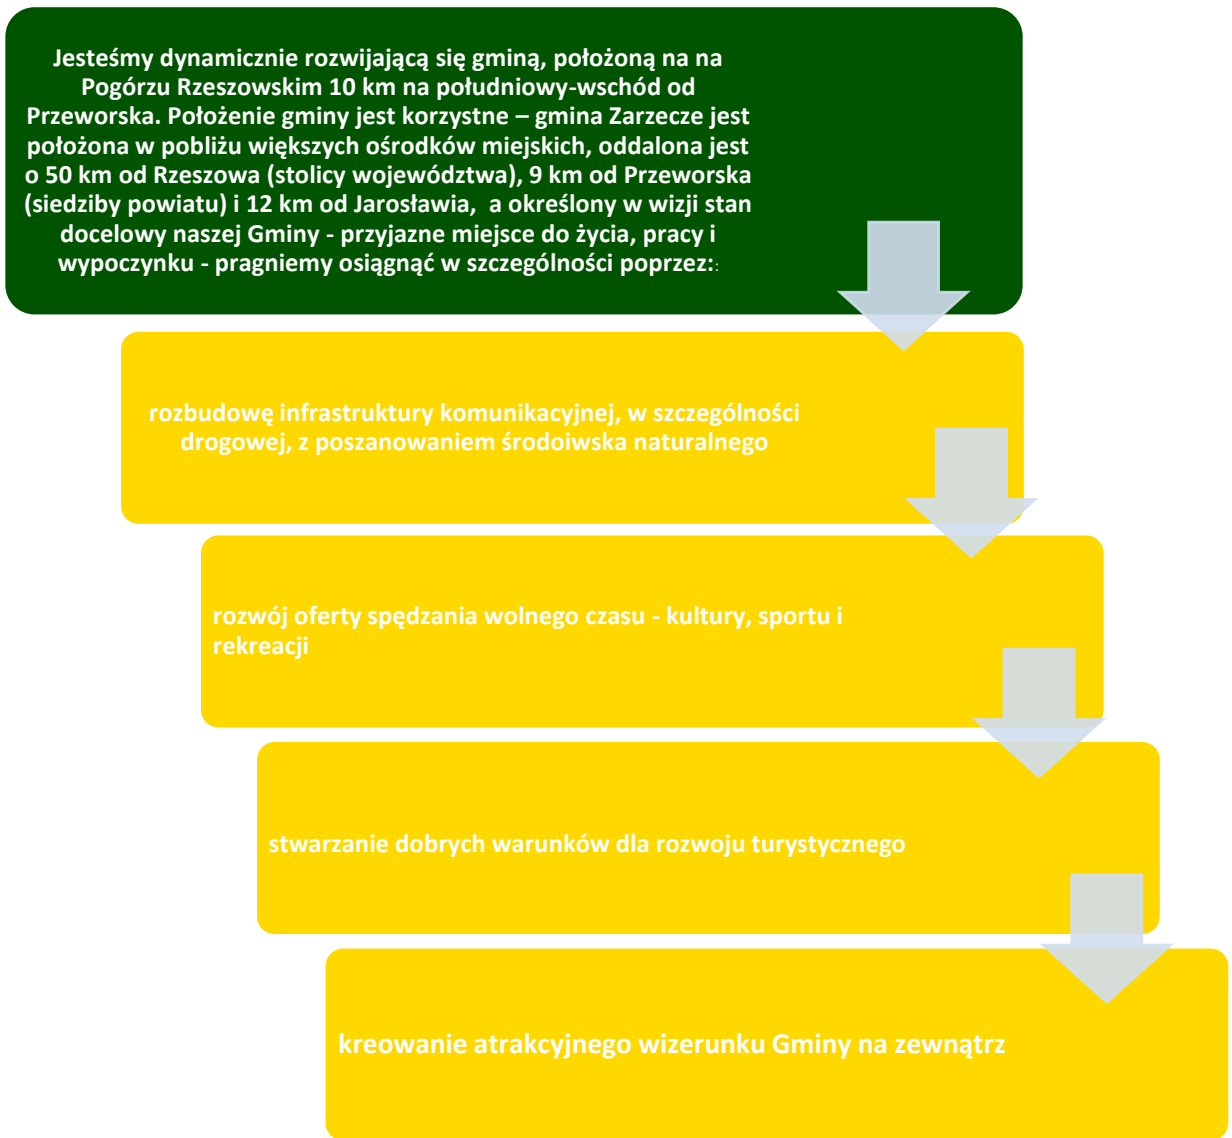 Jesteśmy dynamicznie rozwijającą się gminą, położoną na na
Pogórzu Rzeszowskim 10 km na południowy-wschód od
Przeworska. Położenie gminy jest korzystne – gmina Zarzecze jest
położona w pobliżu większych ośrodków miejskich, oddalona jest
o 50 km od Rzeszowa (stolicy województwa), 9 km od Przeworska
(siedziby powiatu) i 12 km od Jarosławia, a określony w wizji stan
docelowy naszej Gminy - przyjazne miejsce do życia, pracy i
wypoczynku - pragniemy osiągnąć w szczególności poprzez::
rozbudowę infrastruktury komunikacyjnej, w szczególności
drogowej, z poszanowaniem środoiwska naturalnego
rozwój oferty spędzania wolnego czasu - kultury, sportu i
rekreacji
stwarzanie dobrych warunków dla rozwoju turystycznego
kreowanie atrakcyjnego wizerunku Gminy na zewnątrz